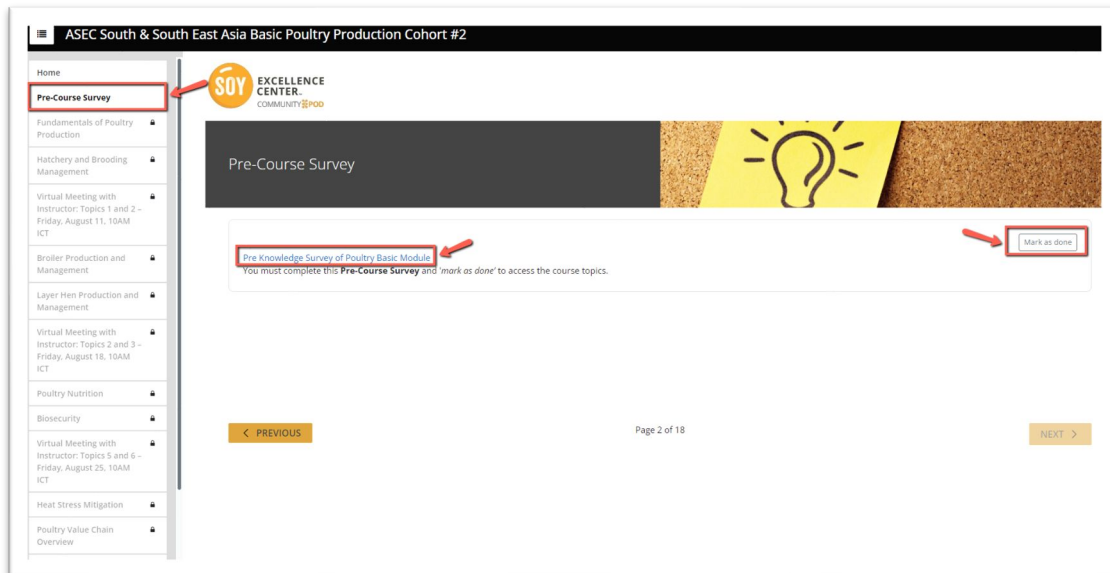 ASEC South & South East Asia Basic Poultry Production Cohort #2
Home
Pre-Course Survey
Fundamentals of Poultry
Production
Hatchery and Brooding
Management
Virtual Meeting with
Instructor: Topics 1 and 2 –
Friday, August 11, 10AM
ICT
Broiler Production and
Management
Layer Hen Production and
Management
Virtual Meeting with
Instructor: Topics 2 and 3 –
Friday, August 18, 10AM
ICT
Poultry Nutrition
Biosecurity
Virtual Meeting with
Instructor: Topics 5 and 6 –
Friday, August 25, 10AM
ICT
Heat Stress Mitigation
Poultry Value Chain
Overview
SOY EXCELLENCE
CENTER™
COMMUNITY POD
Pre-Course Survey
Mark as done
Pre Knowledge Survey of Poultry Basic Module
You must complete this Pre-Course Survey and 'mark as done' to access the course topics.
PREVIOUS
Page 2 of 18
NEXT